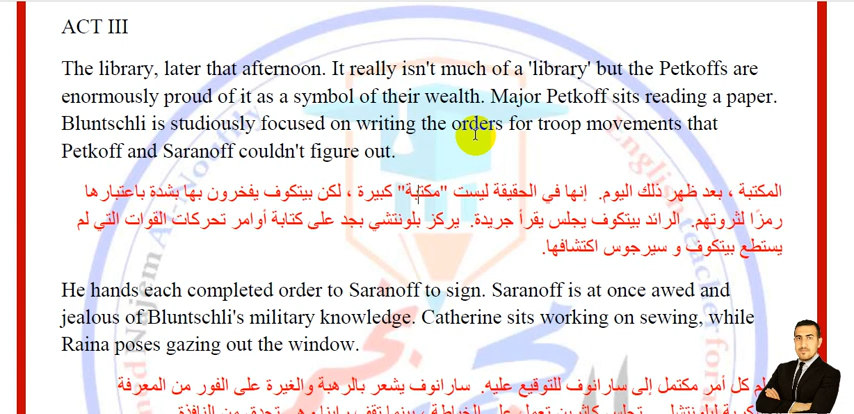 ACT III
The library, later that afternoon. It really isn't much of a 'library' but the Petkoffs are
enormously proud of it as a symbol of their wealth. Major Petkoff sits reading a paper.
Bluntschli is studiously focused on writing the orders for troop movements that
Petkoff and Saranoff couldn't figure out.
المكتبة ، بعد ظهر ذلك اليوم. إنها في الحقيقة ليست "مكتبة" كبيرة ، لكن بيتكوف يفخرون بها بشدة باعتبارها
رمزًا لثروتهم. الرائد بيتكوف يجلس يقرأ جريدة. يركز بلونتشي بجد على كتابة أوامر تحركات القوات التي لم
يستطع بيتكوف و سيرجوس اكتشافها.
He hands each completed order to Saranoff to sign. Saranoff is at once awed and
jealous of Bluntschli's military knowledge. Catherine sits working on sewing, while
Raina poses gazing out the window.
كل أمر مكتمل إلى سارانوف للتوقيع عليه. سارانوف يشعر بالرهبة والغيرة على الفور من المعرفة